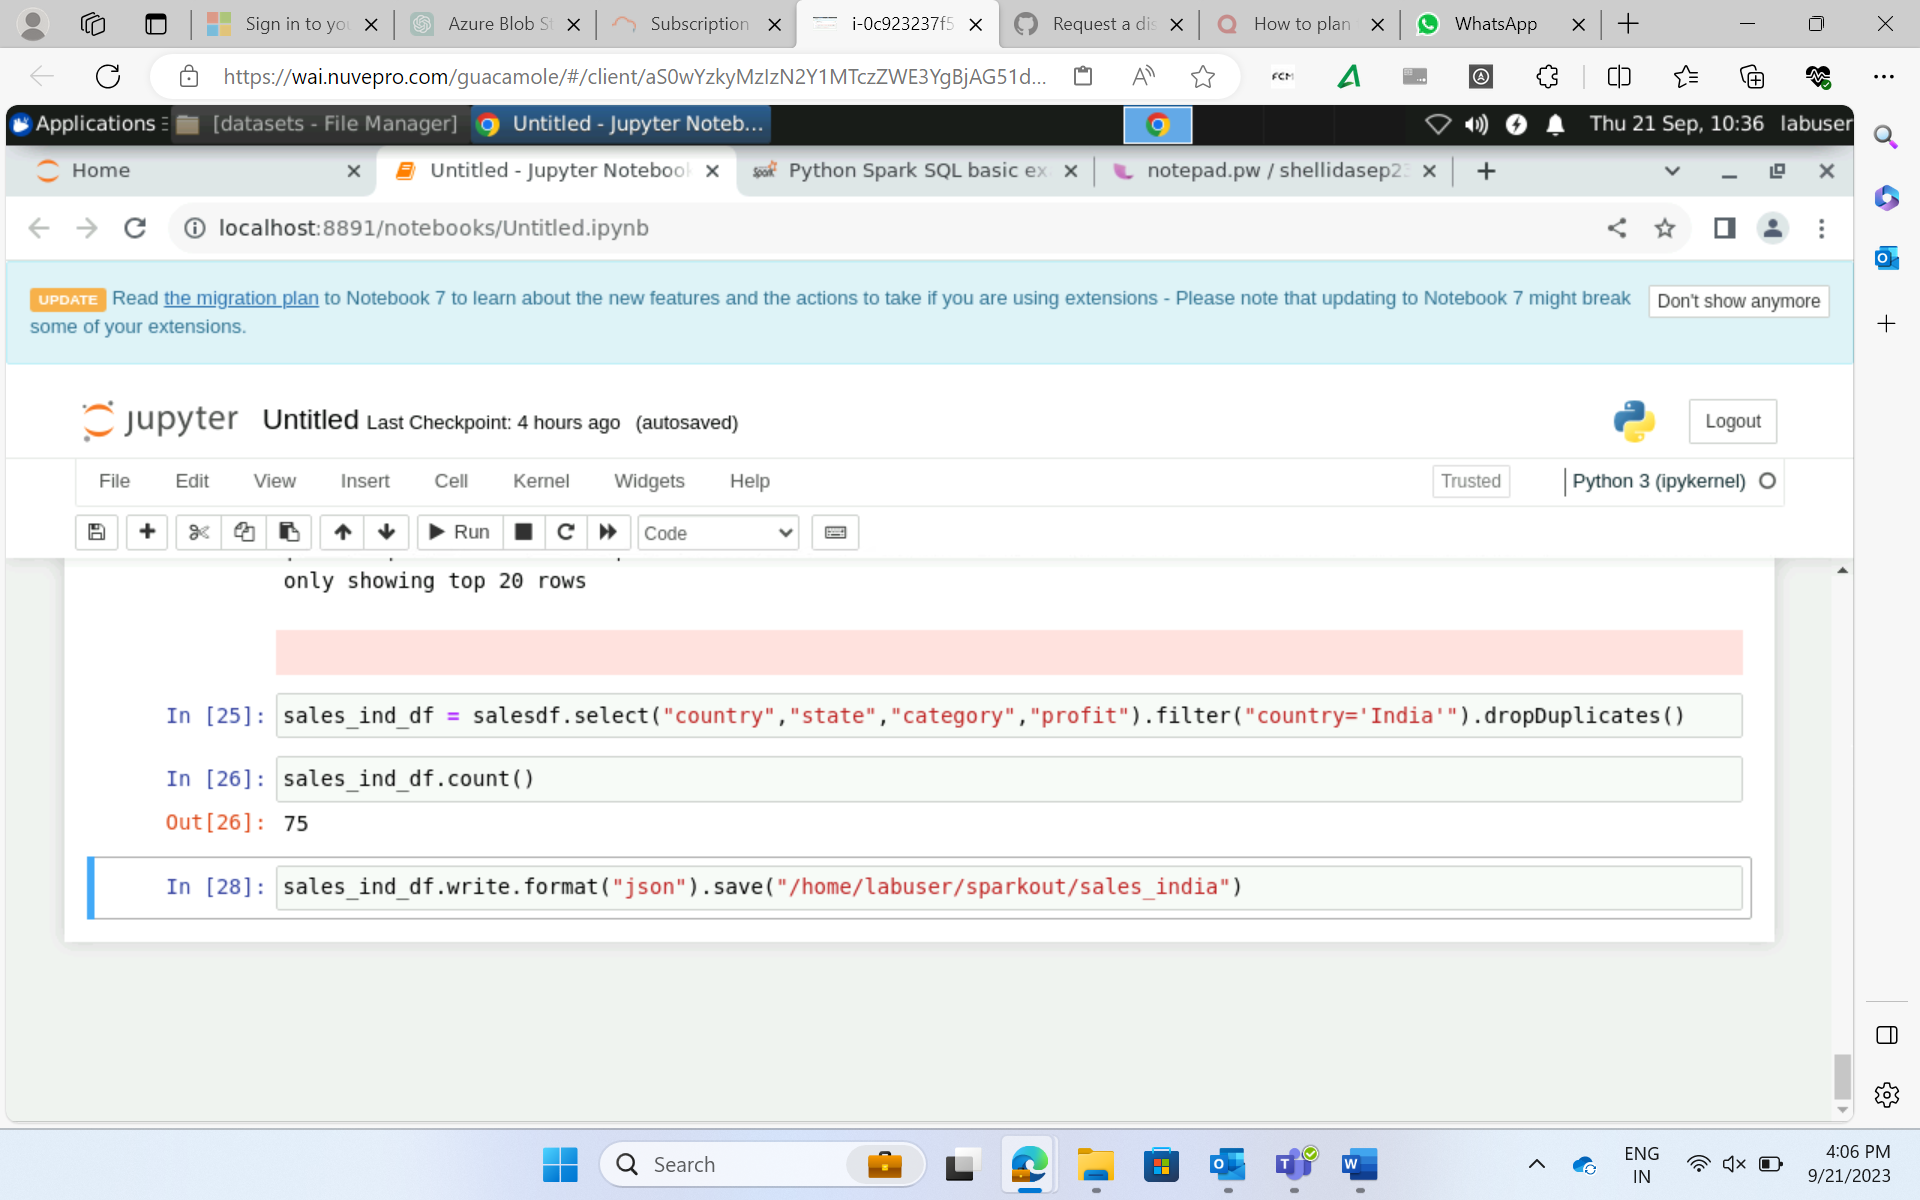 Sign in to yo
Azure Blob St
Subscription
i-0c923237f5
Request a dis
How to plan
WhatsApp
https://wai.nuvepro.com/guacamole/#/client/aS0wYzkyMzIzN2Y1MTczZWE3YgBjAG51d...
Applications
[datasets - File Manager]
Untitled - Jupyter Noteb...
Thu 21 Sep, 10:36
labuser
Home
Untitled - Jupyter Notebook
Python Spark SQL basic ex
notepad.pw / shellidasep23
localhost:8891/notebooks/Untitled.ipynb
UPDATE Read the migration plan to Notebook 7 to learn about the new features and the actions to take if you are using extensions - Please note that updating to Notebook 7 might break
some of your extensions.
Don't show anymore
jupyter Untitled Last Checkpoint: 4 hours ago (autosaved)
Logout
File Edit View Insert Cell Kernel Widgets Help
Trusted
Python 3 (ipykernel)
Run
Code
only showing top 20 rows
In [25]: sales_ind_df = salesdf.select("country","state","category","profit").filter("country='India'").dropDuplicates()
In [26]: sales_ind_df.count()
Out[26]: 75
In [28]: sales_ind_df.write.format("json").save("/home/labuser/sparkout/sales_india")
Search
ENG
IN
4:06 PM
9/21/2023